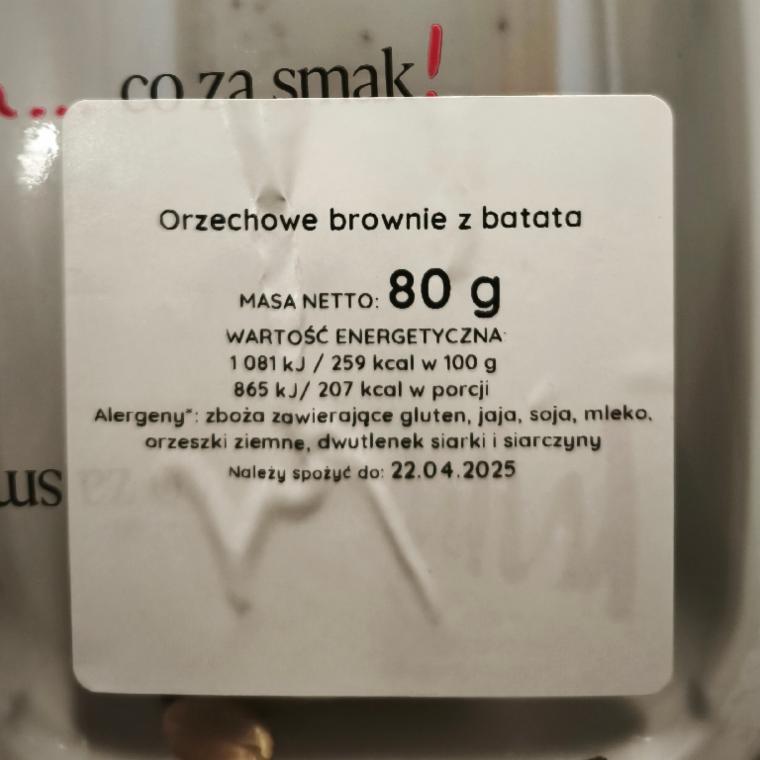 co za smak!
Orzechowe brownie z batata
MASA NETTO: 80 g
WARTOŚĆ ENERGETYCZNA:
1 081 kJ / 259 kcal w 100 g
865 kJ/ 207 kcal w porcji
Alergeny*: zboża zawierające gluten, jaja, soja, mleko,
orzeszki ziemne, dwutlenek siarki i siarczyny
Należy spożyć do: 22.04.2025